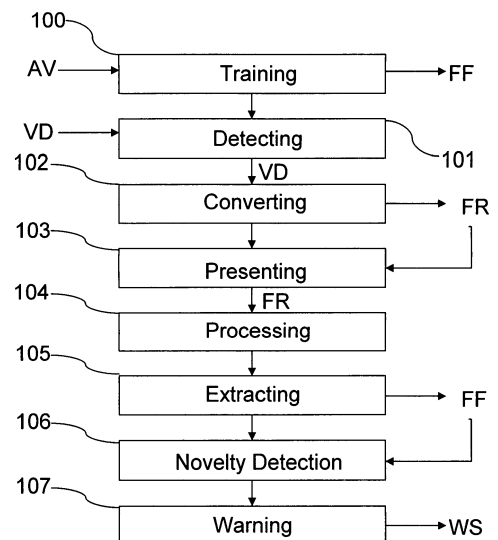 100
AV
Training
FF
VD
Detecting
101
102
VD
Converting
FR
103
Presenting
104
FR
Processing
105
Extracting
FF
106
Novelty Detection
107
Warning
WS